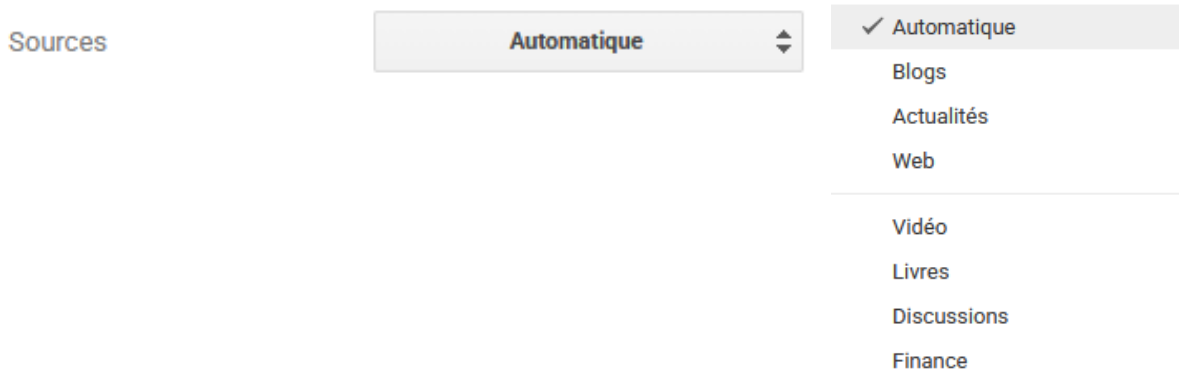 Sources
Automatique
Automatique
Blogs
Actualités
Web
Vidéo
Livres
Discussions
Finance